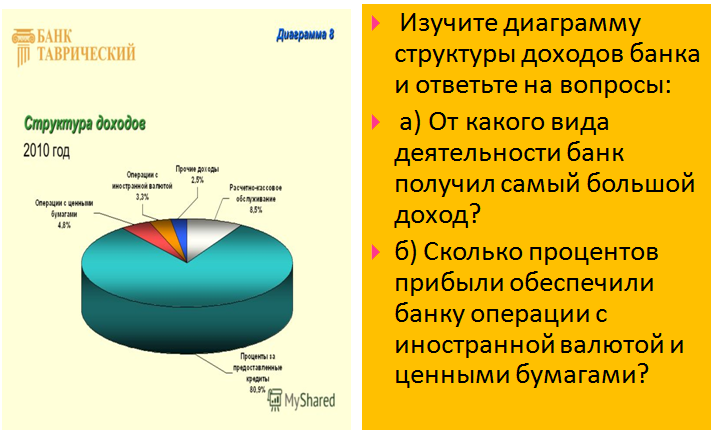 БАНК
ТАВРИЧЕСКИЙ
Диаграмма 8
Структура доходов
2010 год
Прочие доходы
2,5%
Операции с
иностранной валютой
3,3%
Расчетно-кассовое
обслуживание
8,5%
Операции с ценными
бумагами
4,8%
Проценты за
предоставленные
кредиты
80,9%
MyShared
Изучите диаграмму
структуры доходов банка
и ответьте на вопросы:
а) От какого вида
деятельности банк
получил самый большой
доход?
б) Сколько процентов
прибыли обеспечили
банку операции с
иностранной валютой и
ценными бумагами?